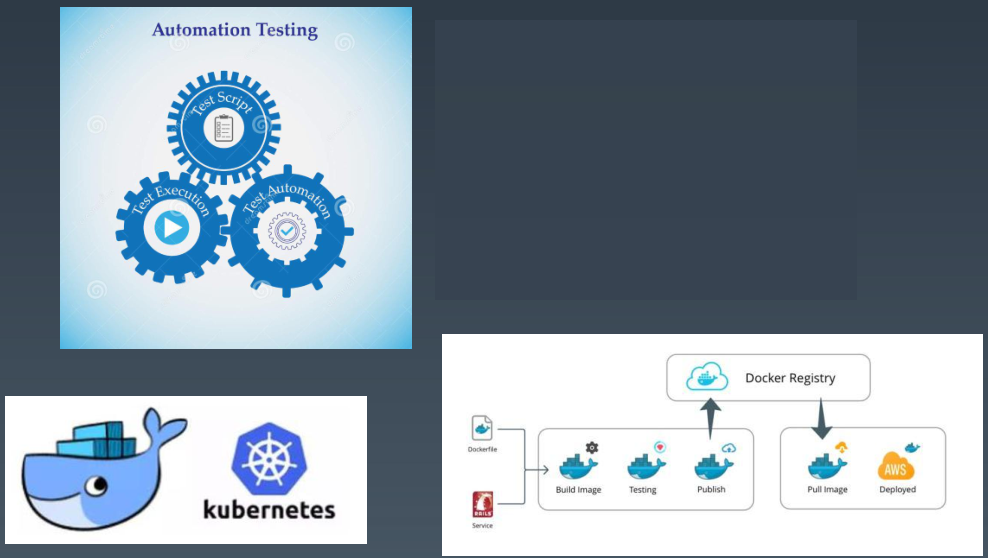 Automation Testing
Test Script
Test Execution
Test Automation
kubernetes
Docker Registry
Dockerfile
Build Image
Testing
Publish
Pull Image
AWS
Deployed
RAILS
Service